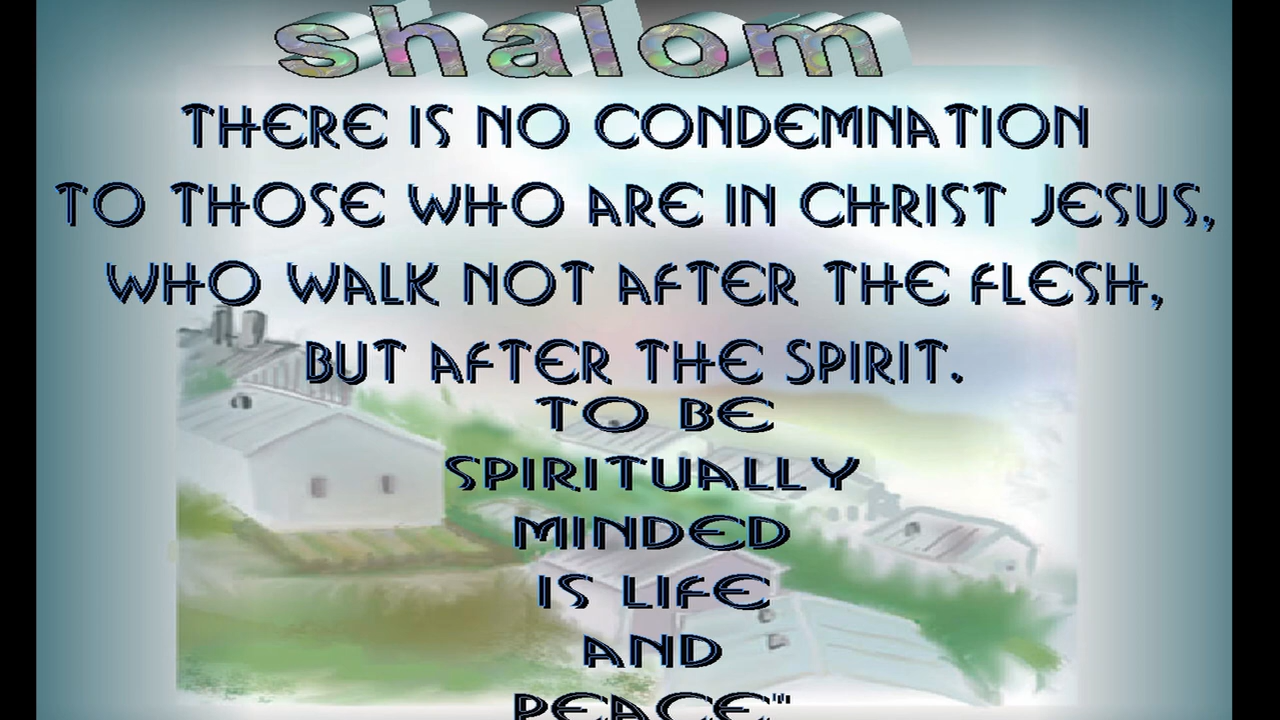 shalom
THERE IS NO CONDEMNATION
TO THOSE WHO ARE IN CHRIST JESUS,
WHO WALK NOT AFTER THE FLESH,
BUT AFTER THE SPIRIT.
TO BE
SPIRITUALLY
MINDED
IS LIFE
AND
PEACE"